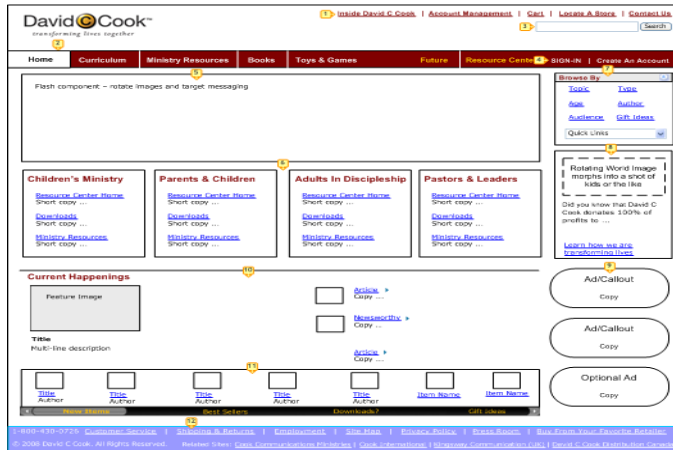 1 Inside David C Cook | Account Management | Cart | Locate A Store | Contact Us
David C Cook™
transforming lives together
3 Search
2
Home Curriculum Ministry Resources Books Toys & Games Future Resource Cente 4 SIGN-IN | Create An Account
5
Flash component – rotate images and target messaging
7
Browse By
Topic Type
Age Author
Audience Gift Ideas
Quick Links
6
Children's Ministry Parents & Children Adults In Discipleship Pastors & Leaders
Resource Center Home Resource Center Home Resource Center Home Resource Center Home
Short copy ... Short copy ... Short copy ... Short copy ...
Downloads Downloads Downloads Downloads
Short copy ... Short copy ... Short copy ... Short copy ...
Ministry Resources Ministry Resources Ministry Resources Ministry Resources
Short copy ... Short copy ... Short copy ... Short copy ...
8
Rotating World Image
morphs into a shot of
kids or the like
Did you know that David C
Cook donates 100% of
profits to ...
Learn how we are
transforming lives
10
Current Happenings
Feature Image
Title
Multi-line description
Article
Copy ...
Newsworthy
Copy ..
Article
Copy ...
9
Ad/Callout
Copy
Ad/Callout
Copy
Optional Ad
Copy
11
Title Title Title Title Title Item Name Item Name
Author Author Author Author Author
New Items Best Sellers Downloads? Gift Ideas
12
1-800-430-0726 Customer Service | Shipping & Returns | Employment | Site Map | Privacy Policy | Press Room | Buy From Your Favorite Retailer
David C Cook. All Rights Reserved. Related Sites: Cook Communications Ministries | Cook International | Kingsway Communication (UK) | David C Cook Distribution Canada